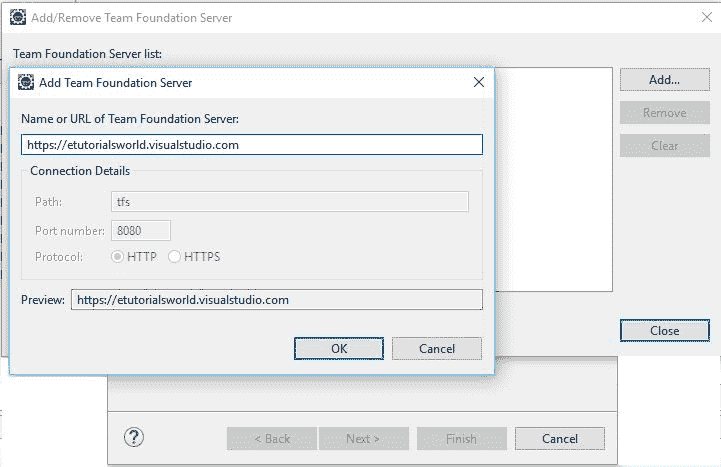 Add/Remove Team Foundation Server
Team Foundation Server list:
Add...
Remove
Clear
Close
Add Team Foundation Server
Name or URL of Team Foundation Server:
https://etutorialsworld.visualstudio.com
Connection Details
Path: tfs
Port number: 8080
Protocol: HTTP HTTPS
Preview: https://etutorialsworld.visualstudio.com
OK Cancel
? < Back Next > Finish Cancel